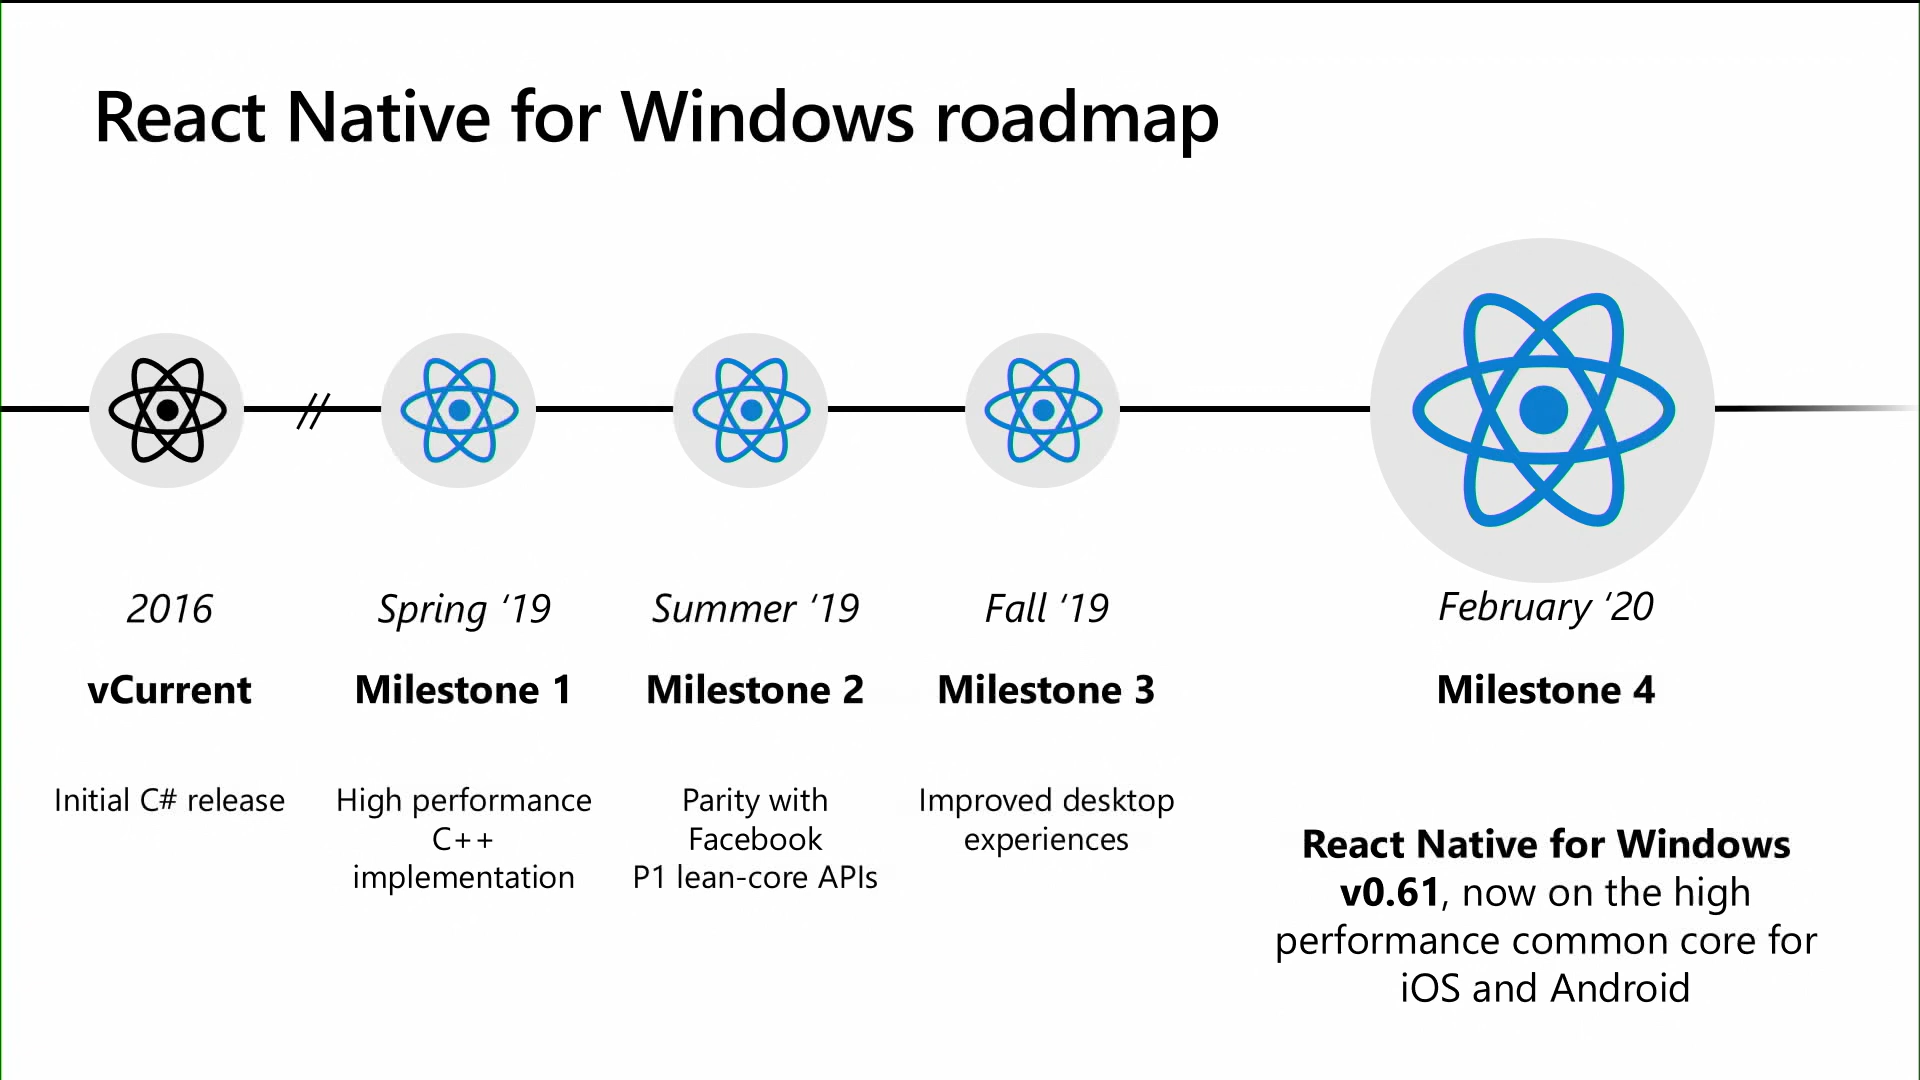 React Native for Windows roadmap
2016
vCurrent
Initial C# release
Spring ‘19
Milestone 1
High performance
C++
implementation
Summer ‘19
Milestone 2
Parity with
Facebook
P1 lean-core APIs
Fall ‘19
Milestone 3
Improved desktop
experiences
February ‘20
Milestone 4
React Native for Windows
v0.61, now on the high
performance common core for
iOS and Android